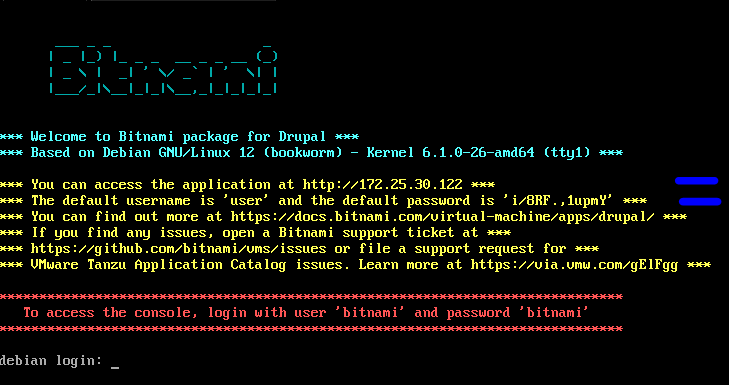 Bitnami
*** Welcome to Bitnami package for Drupal ***
*** Based on Debian GNU/Linux 12 (bookworm) - Kernel 6.1.0-26-amd64 (tty1) ***
*** You can access the application at http://172.25.30.122 ***
*** The default username is 'user' and the default password is 'i/8RF.,1upmY' ***
*** You can find out more at https://docs.bitnami.com/virtual-machine/apps/drupal/ ***
*** If you find any issues, open a Bitnami support ticket at ***
*** https://github.com/bitnami/vms/issues or file a support request for ***
*** VMware Tanzu Application Catalog issues. Learn more at https://via.vmw.com/gElFgg ***
******************************************************************************
To access the console, login with user 'bitnami' and password 'bitnami'
******************************************************************************
debian login: _